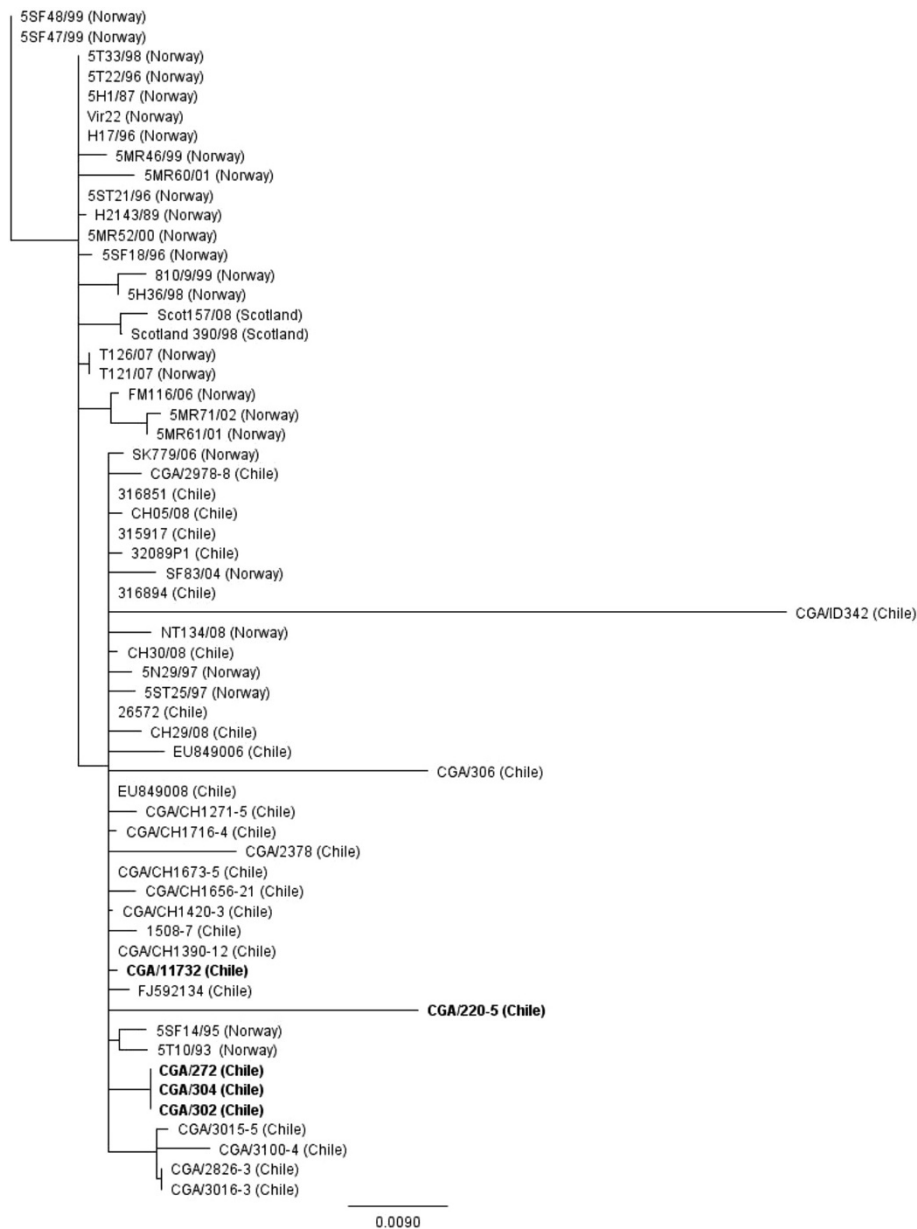 5SF48/99 (Norway)
5SF47/99 (Norway)
5T33/98 (Norway)
5T22/96 (Norway)
5H1/87 (Norway)
Vir22 (Norway)
H17/96 (Norway)
5MR46/99 (Norway)
5MR60/01 (Norway)
5ST21/96 (Norway)
H2143/89 (Norway)
5MR52/00 (Norway)
5SF18/96 (Norway)
810/9/99 (Norway)
5H36/98 (Norway)
Scot157/08 (Scotland)
Scotland 390/98 (Scotland)
T126/07 (Norway)
T121/07 (Norway)
FM116/06 (Norway)
5MR71/02 (Norway)
5MR61/01 (Norway)
SK779/06 (Norway)
CGA/2978-8 (Chile)
316851 (Chile)
CH05/08 (Chile)
315917 (Chile)
32089P1 (Chile)
SF83/04 (Norway)
316894 (Chile)
CGA/ID342 (Chile)
NT134/08 (Norway)
CH30/08 (Chile)
5N29/97 (Norway)
5ST25/97 (Norway)
26572 (Chile)
CH29/08 (Chile)
EU849006 (Chile)
CGA/306 (Chile)
EU849008 (Chile)
CGA/CH1271-5 (Chile)
CGA/CH1716-4 (Chile)
CGA/2378 (Chile)
CGA/CH1673-5 (Chile)
CGA/CH1656-21 (Chile)
CGA/CH1420-3 (Chile)
1508-7 (Chile)
CGA/CH1390-12 (Chile)
CGA/11732 (Chile)
FJ592134 (Chile)
CGA/220-5 (Chile)
5SF14/95 (Norway)
5T10/93 (Norway)
CGA/272 (Chile)
CGA/304 (Chile)
CGA/302 (Chile)
CGA/3015-5 (Chile)
CGA/3100-4 (Chile)
CGA/2826-3 (Chile)
CGA/3016-3 (Chile)
0.0090